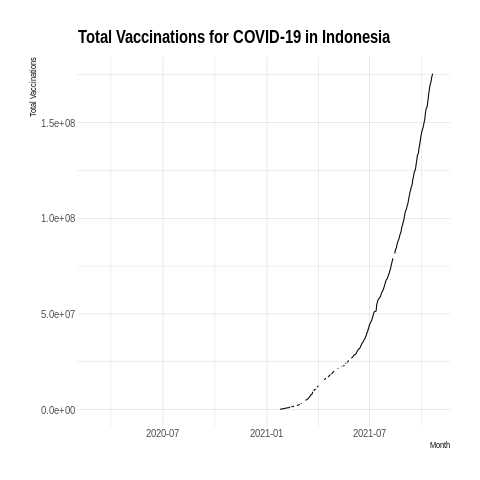 Total Vaccinations for COVID-19 in Indonesia
Total Vaccinations
1.5e+08
1.0e+08
5.0e+07
0.0e+00
2020-07
2021-01
2021-07
Month